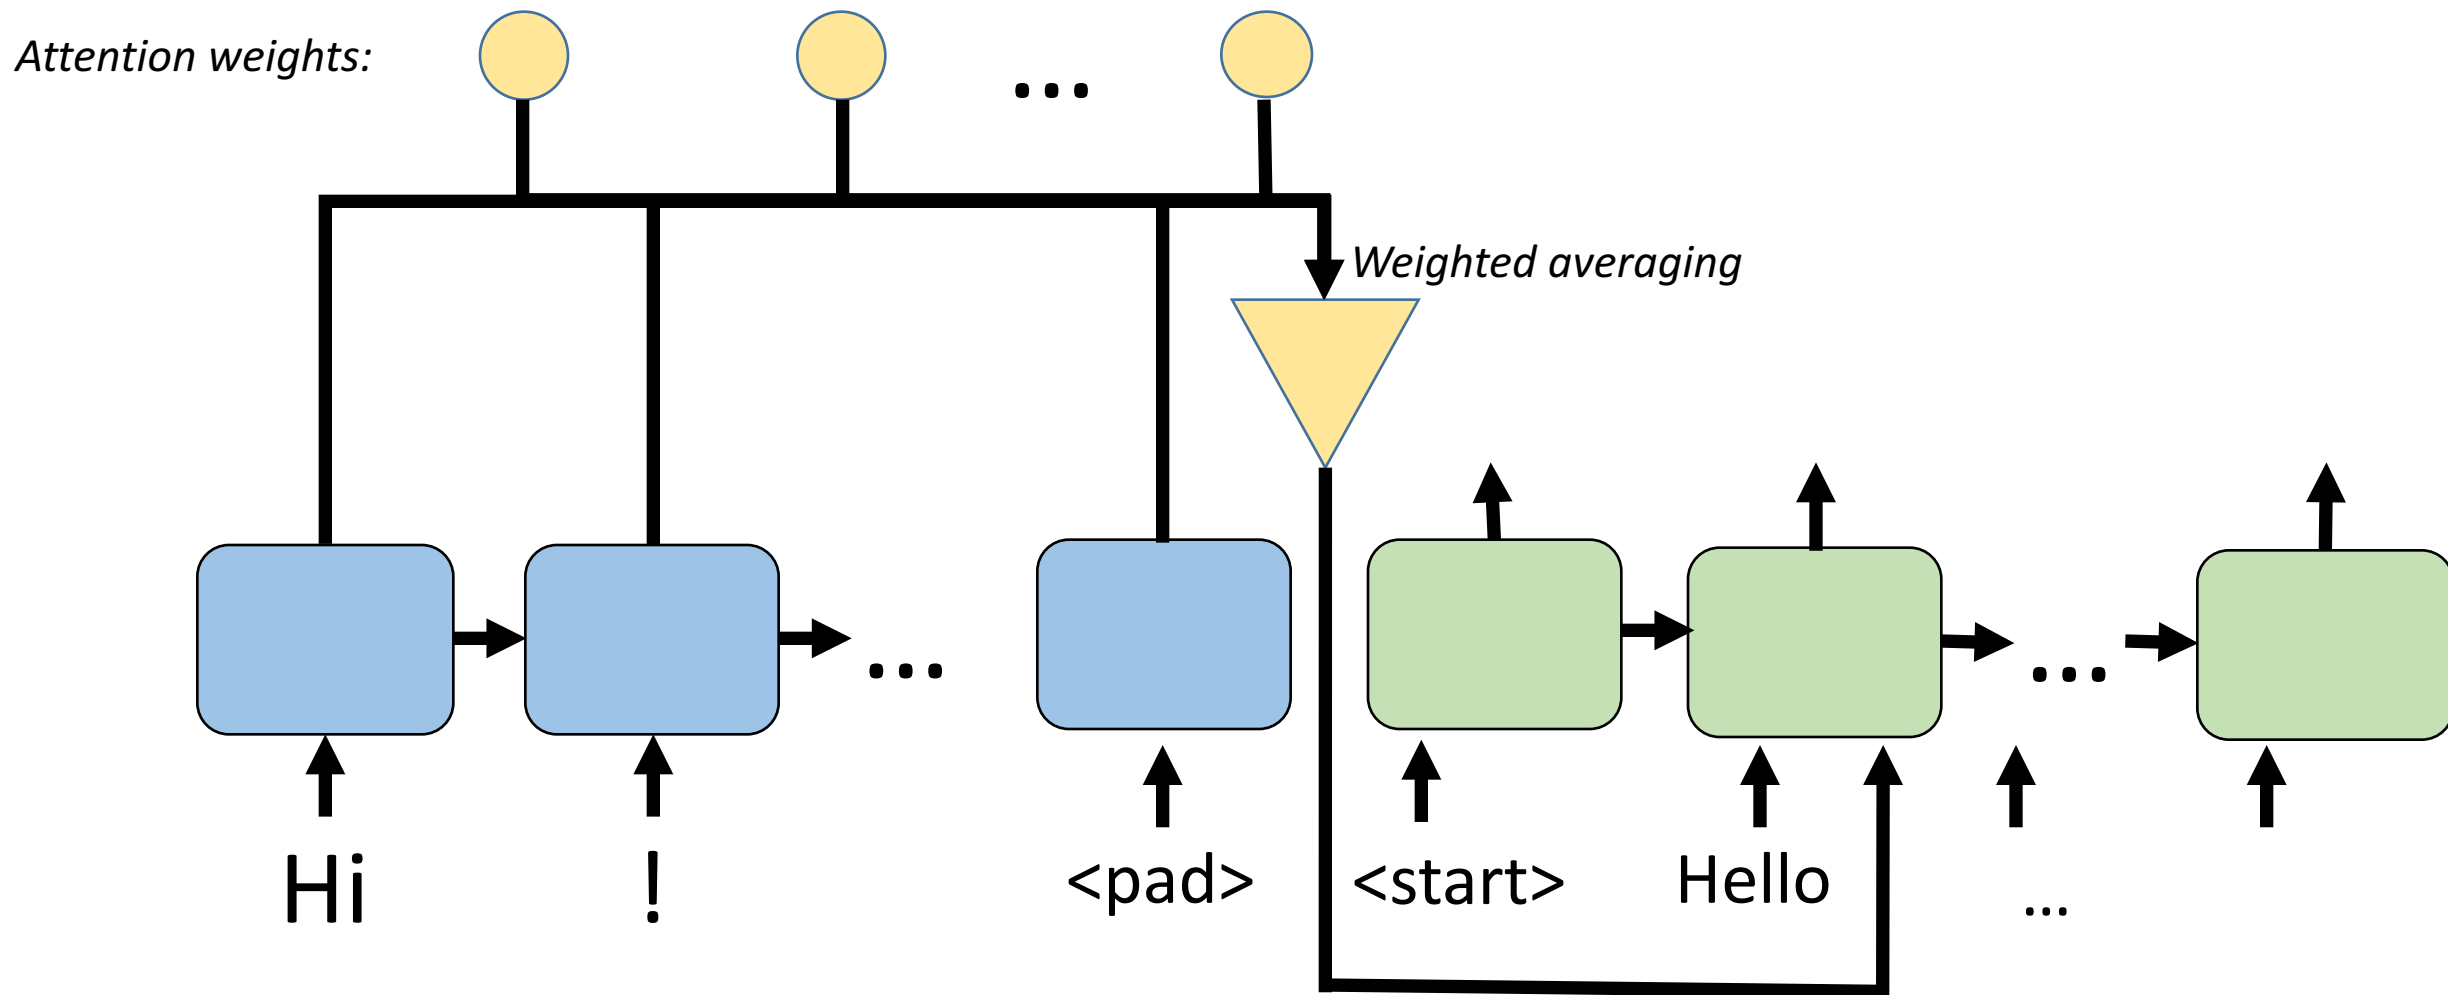 Attention weights:
...
Weighted averaging
...
...
Hi
!
<pad>
<start>
Hello
...